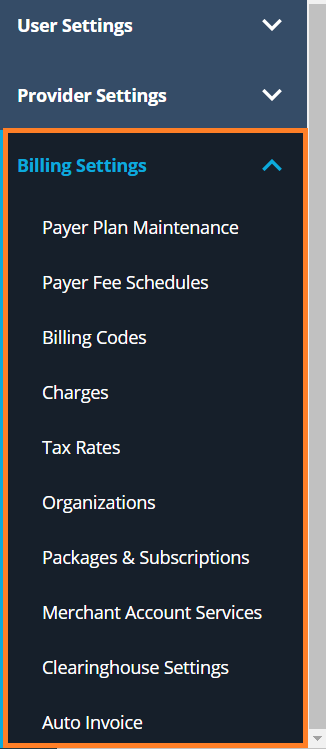 User Settings
Provider Settings
Billing Settings
Payer Plan Maintenance
Payer Fee Schedules
Billing Codes
Charges
Tax Rates
Organizations
Packages & Subscriptions
Merchant Account Services
Clearinghouse Settings
Auto Invoice